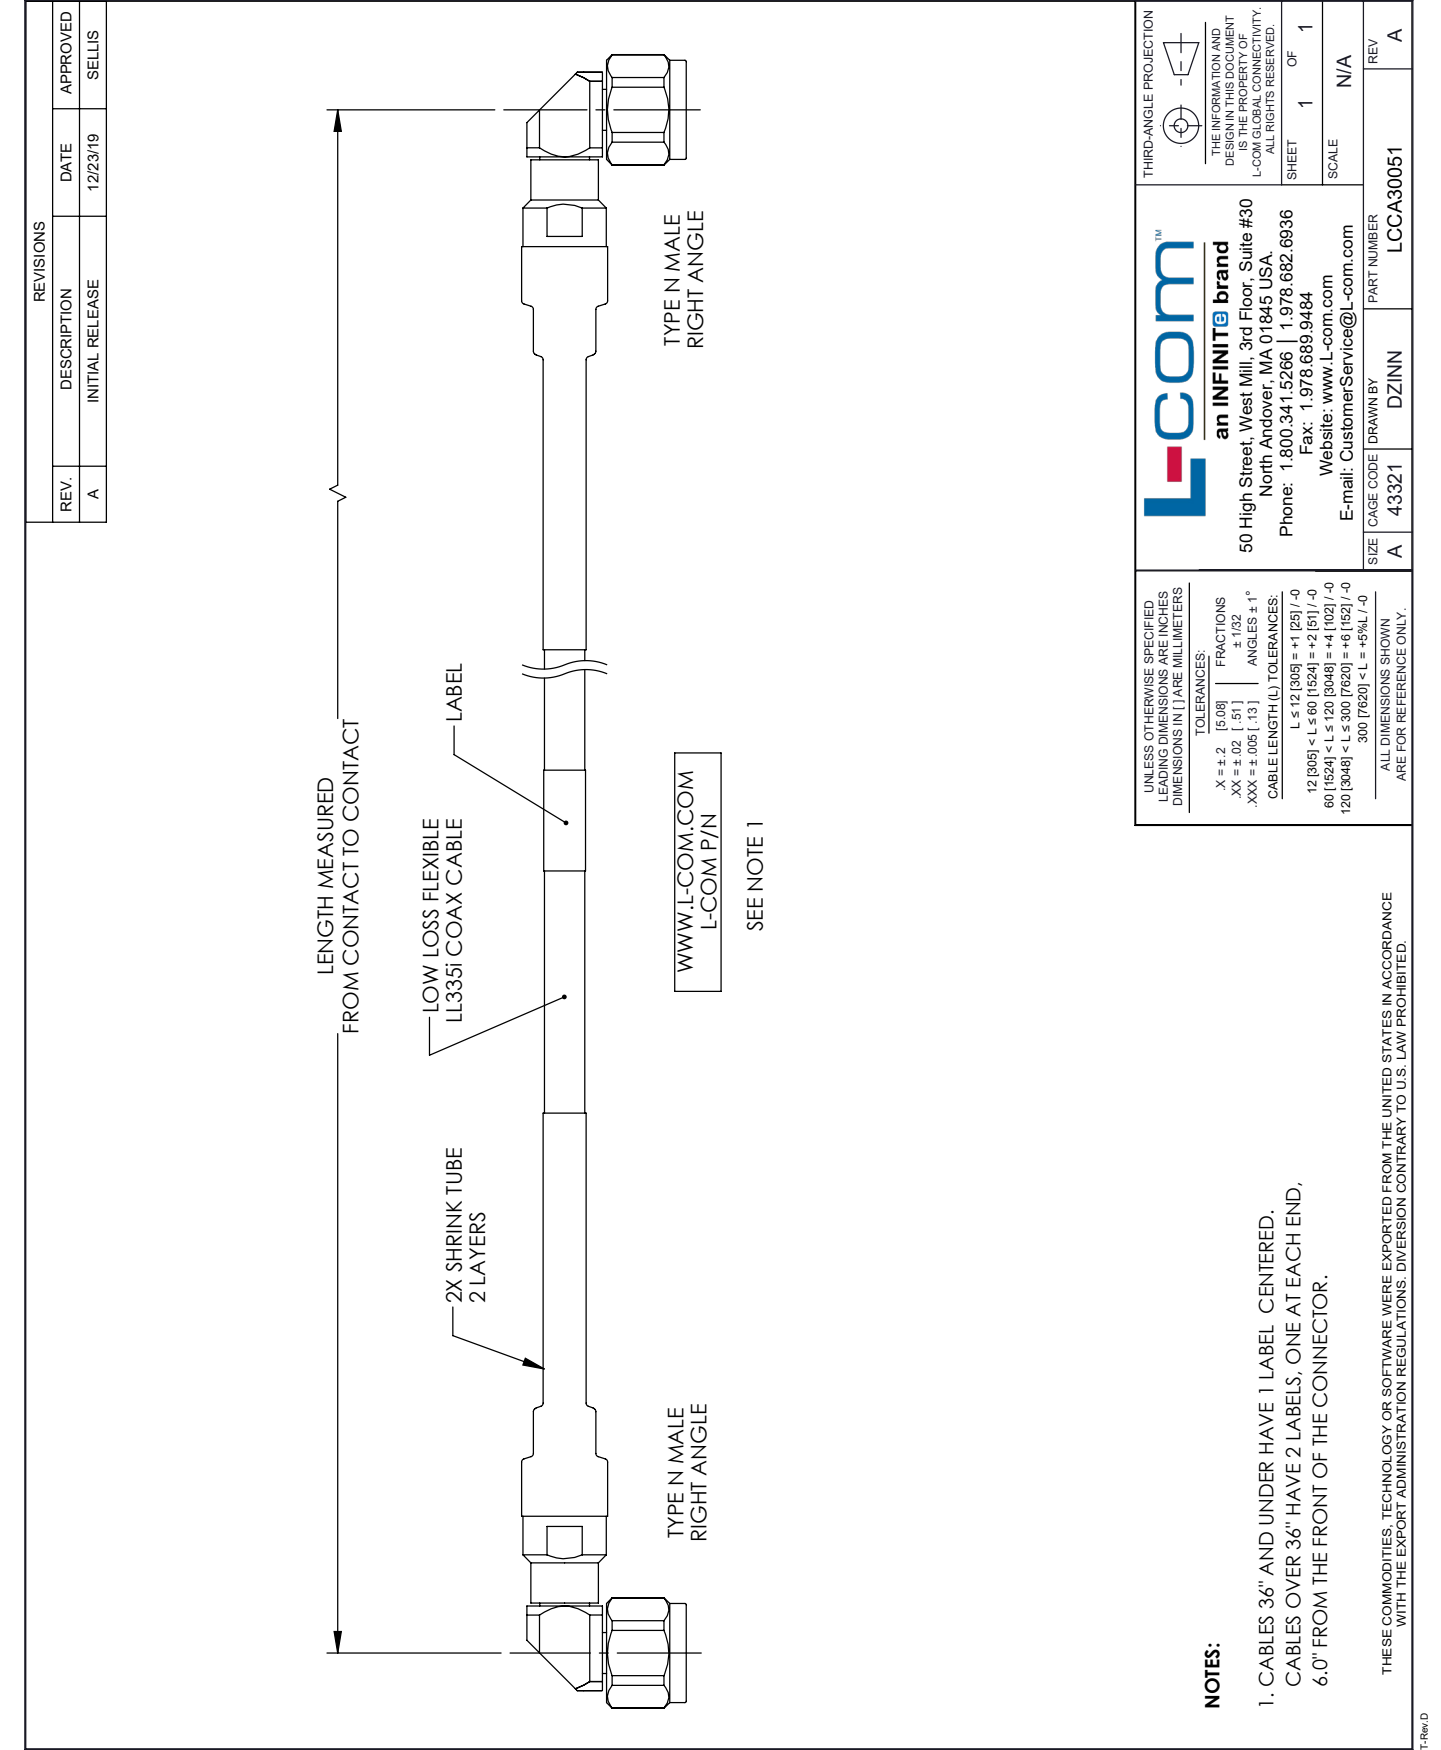 REVISIONS
REV. DESCRIPTION DATE APPROVED
A INITIAL RELEASE 12/23/19 SELLIS
LENGTH MEASURED
FROM CONTACT TO CONTACT
LOW LOSS FLEXIBLE
LL335i COAX CABLE
LABEL
2X SHRINK TUBE
2 LAYERS
TYPE N MALE
RIGHT ANGLE
TYPE N MALE
RIGHT ANGLE
WWW.L-COM.COM
L-COM P/N
SEE NOTE 1
NOTES:
1. CABLES 36" AND UNDER HAVE 1 LABEL CENTERED.
CABLES OVER 36" HAVE 2 LABELS, ONE AT EACH END,
6.0" FROM THE FRONT OF THE CONNECTOR.
THESE COMMODITIES, TECHNOLOGY OR SOFTWARE WERE EXPORTED FROM THE UNITED STATES IN ACCORDANCE
WITH THE EXPORT ADMINISTRATION REGULATIONS. DIVERSION CONTRARY TO U.S. LAW PROHIBITED.
UNLESS OTHERWISE SPECIFIED
LEADING DIMENSIONS ARE INCHES
DIMENSIONS IN [ ] ARE MILLIMETERS
TOLERANCES:
.X = ± .2 [5.08]
.XX = ± .02 [ .51]
.XXX = ± .005 [ .13]
FRACTIONS
± 1/32
ANGLES ± 1°
CABLE LENGTH (L) TOLERANCES:
L ≤ 12 [305] = +1 [25] / -0
12 [305] < L ≤ 60 [1524] = +2 [51] / -0
60 [1524] < L ≤ 120 [3048] = +4 [102] / -0
120 [3048] < L ≤ 300 [7620] = +6 [152] / -0
300 [7620] < L = +5%L / -0
ALL DIMENSIONS SHOWN
ARE FOR REFERENCE ONLY.
L-com™
an INFINITe brand
50 High Street, West Mill, 3rd Floor, Suite #30
North Andover, MA 01845 USA.
Phone: 1.800.341.5266 | 1.978.682.6936
Fax: 1.978.689.9484
Website: www.L-com.com
E-mail: CustomerService@L-com.com
THIRD-ANGLE PROJECTION
THE INFORMATION AND
DESIGN IN THIS DOCUMENT
IS THE PROPERTY OF
L-COM GLOBAL CONNECTIVITY.
ALL RIGHTS RESERVED.
SHEET 1 OF 1
SCALE N/A
SIZE A
CAGE CODE 43321
DRAWN BY DZINN
PART NUMBER LCCA30051
REV A
T-Rev.D